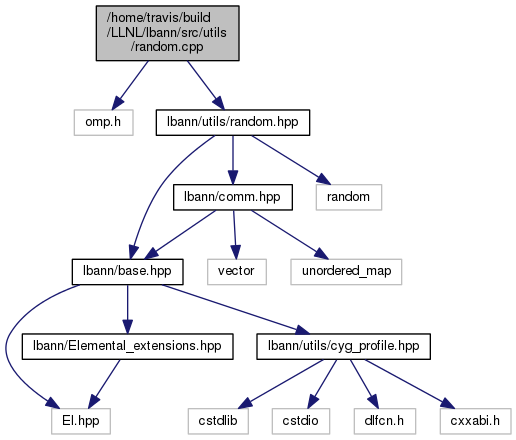 /home/travis/build
/LLNL/lbann/src/utils
/random.cpp
omp.h
lbann/utils/random.hpp
lbann/comm.hpp
random
lbann/base.hpp
vector
unordered_map
lbann/Elemental_extensions.hpp
lbann/utils/cyg_profile.hpp
El.hpp
cstdlib
cstdio
dlfcn.h
cxxabi.h